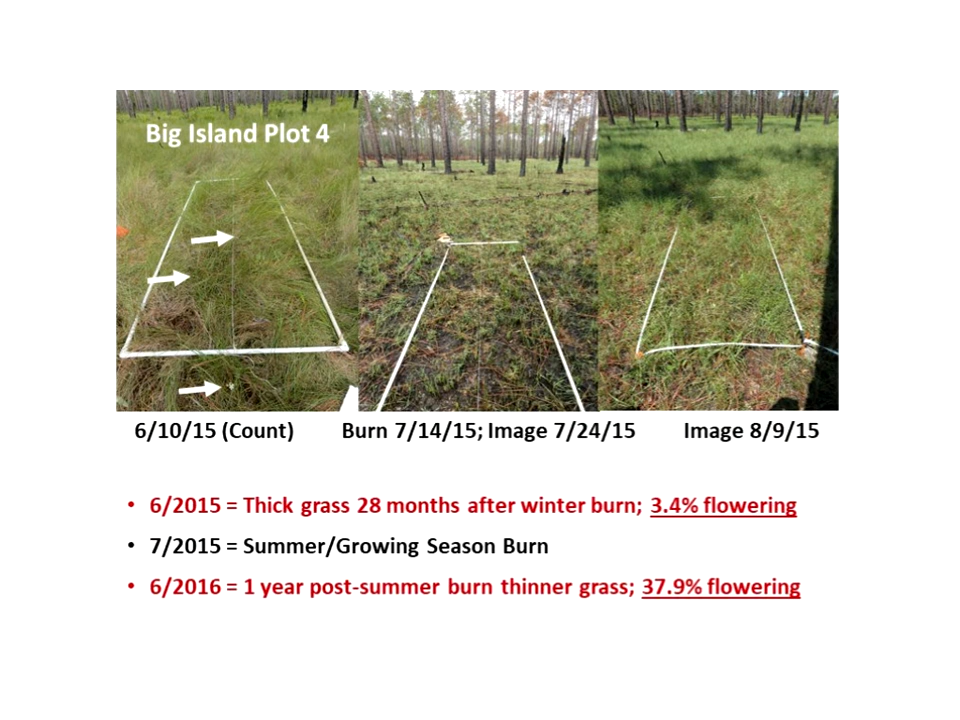 Big Island Plot 4
6/10/15 (Count) Burn 7/14/15; Image 7/24/15 Image 8/9/15
• 6/2015 = Thick grass 28 months after winter burn; 3.4% flowering
• 7/2015 = Summer/Growing Season Burn
• 6/2016 = 1 year post-summer burn thinner grass; 37.9% flowering